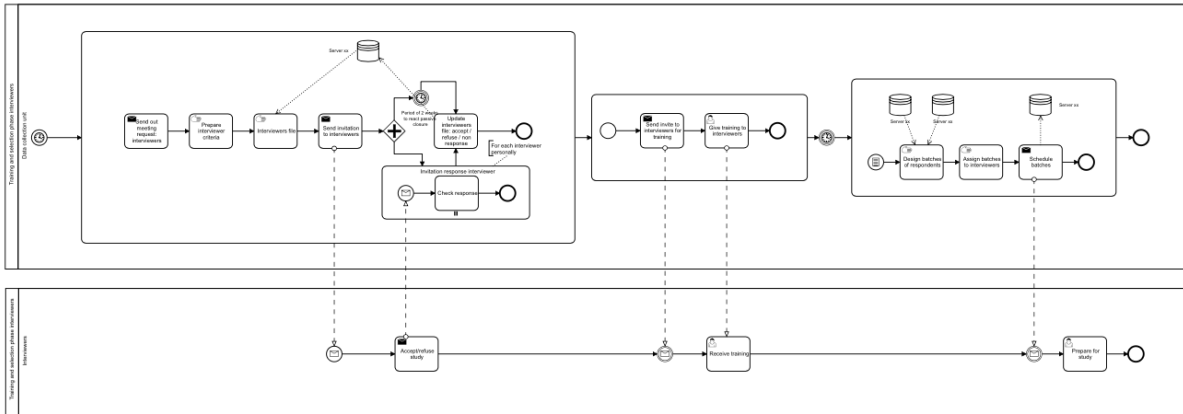 Training and selection phase interviewers
Data collection unit
Server xx
Send out
meeting
request:
interviewers
Prepare
interviewer
criteria
Interviewers file
Send invitation
to interviewers
Period of 2 weeks
to react passive
closure
Update
interviewers
file: accept /
refuse / non
response
For each interviewer
personally
Invitation response interviewer
Check response
Send invite to
interviewers for
training
Give training to
interviewers
Server xx
Server xx
Server xx
Design batches
of respondents
Assign batches
to interviewers
Schedule
batches
Training and selection phase interviewers
Interviewers
Accept/refuse
study
Receive training
Prepare for
study